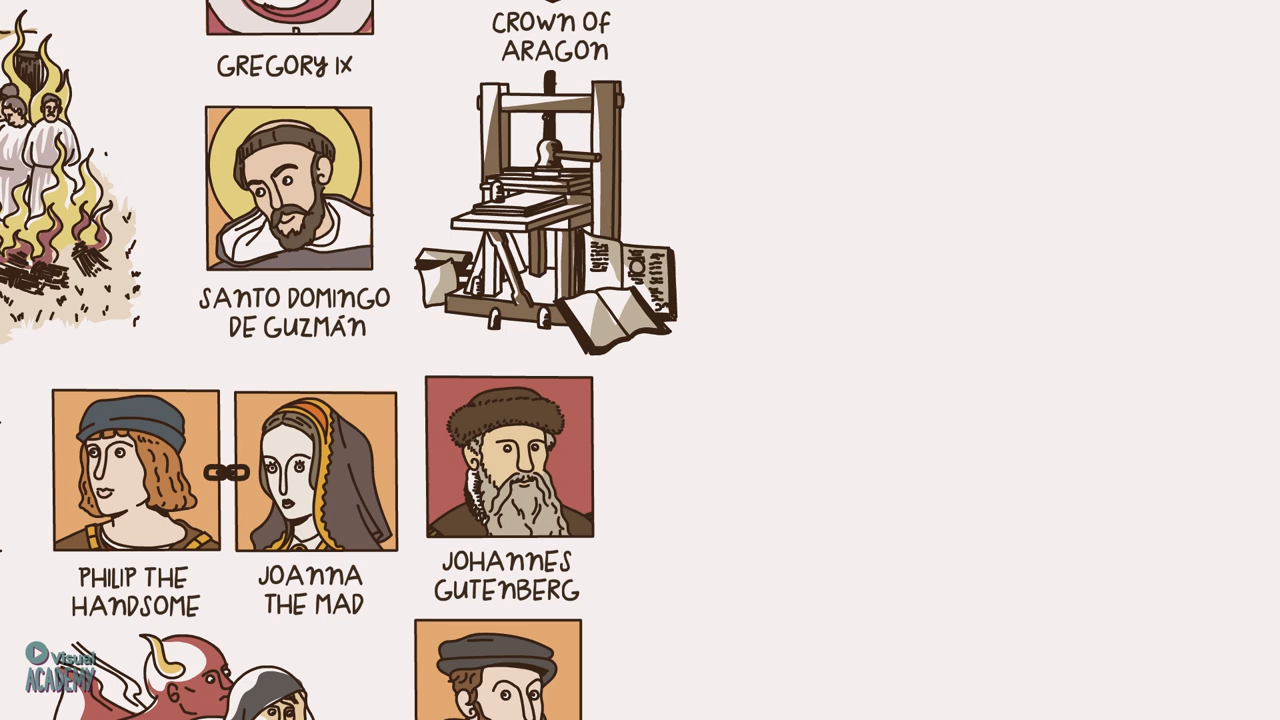 CROWN OF
ARAGON
GREGORY IX
SANTO DOMINGO
DE GUZMÁN
PHILIP THE
HANDSOME
JOANNA
THE MAD
JOHANNES
GUTENBERG
Visual
ACADEMY